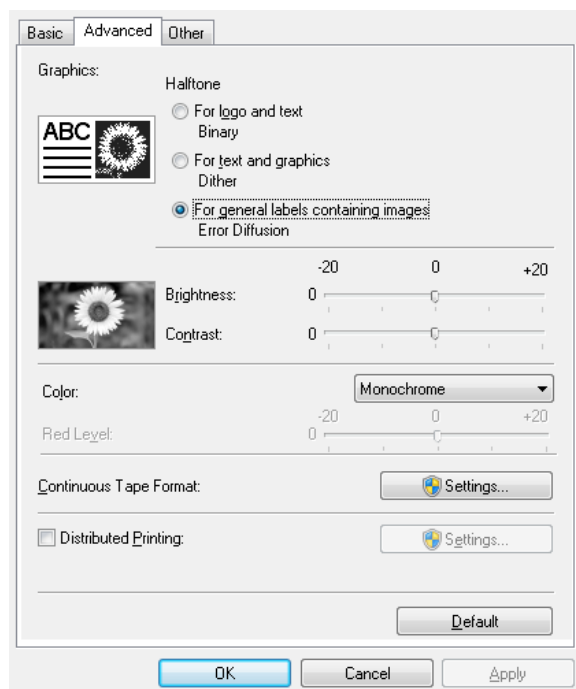 Basic Advanced Other
Graphics:
Halftone
For logo and text
Binary
ABC
For text and graphics
Dither
For general labels containing images
Error Diffusion
-20 0 +20
Brightness: 0
Contrast: 0
Color: Monochrome
-20 0 +20
Red Level: 0
Continuous Tape Format: Settings...
Distributed Printing: Settings...
Default
OK Cancel Apply